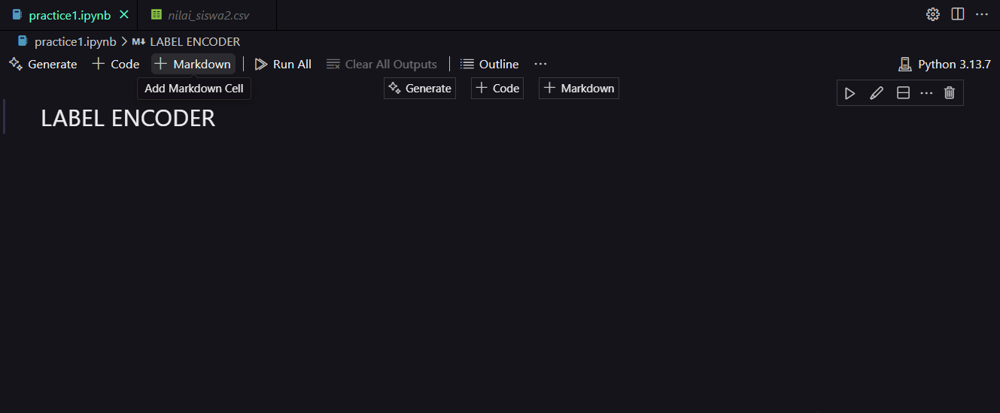 practice1.ipynb nilai_siswa2.csv
practice1.ipynb > M↓ LABEL ENCODER
Generate + Code + Markdown Run All Clear All Outputs Outline ... Python 3.13.7
Add Markdown Cell Generate + Code + Markdown
LABEL ENCODER